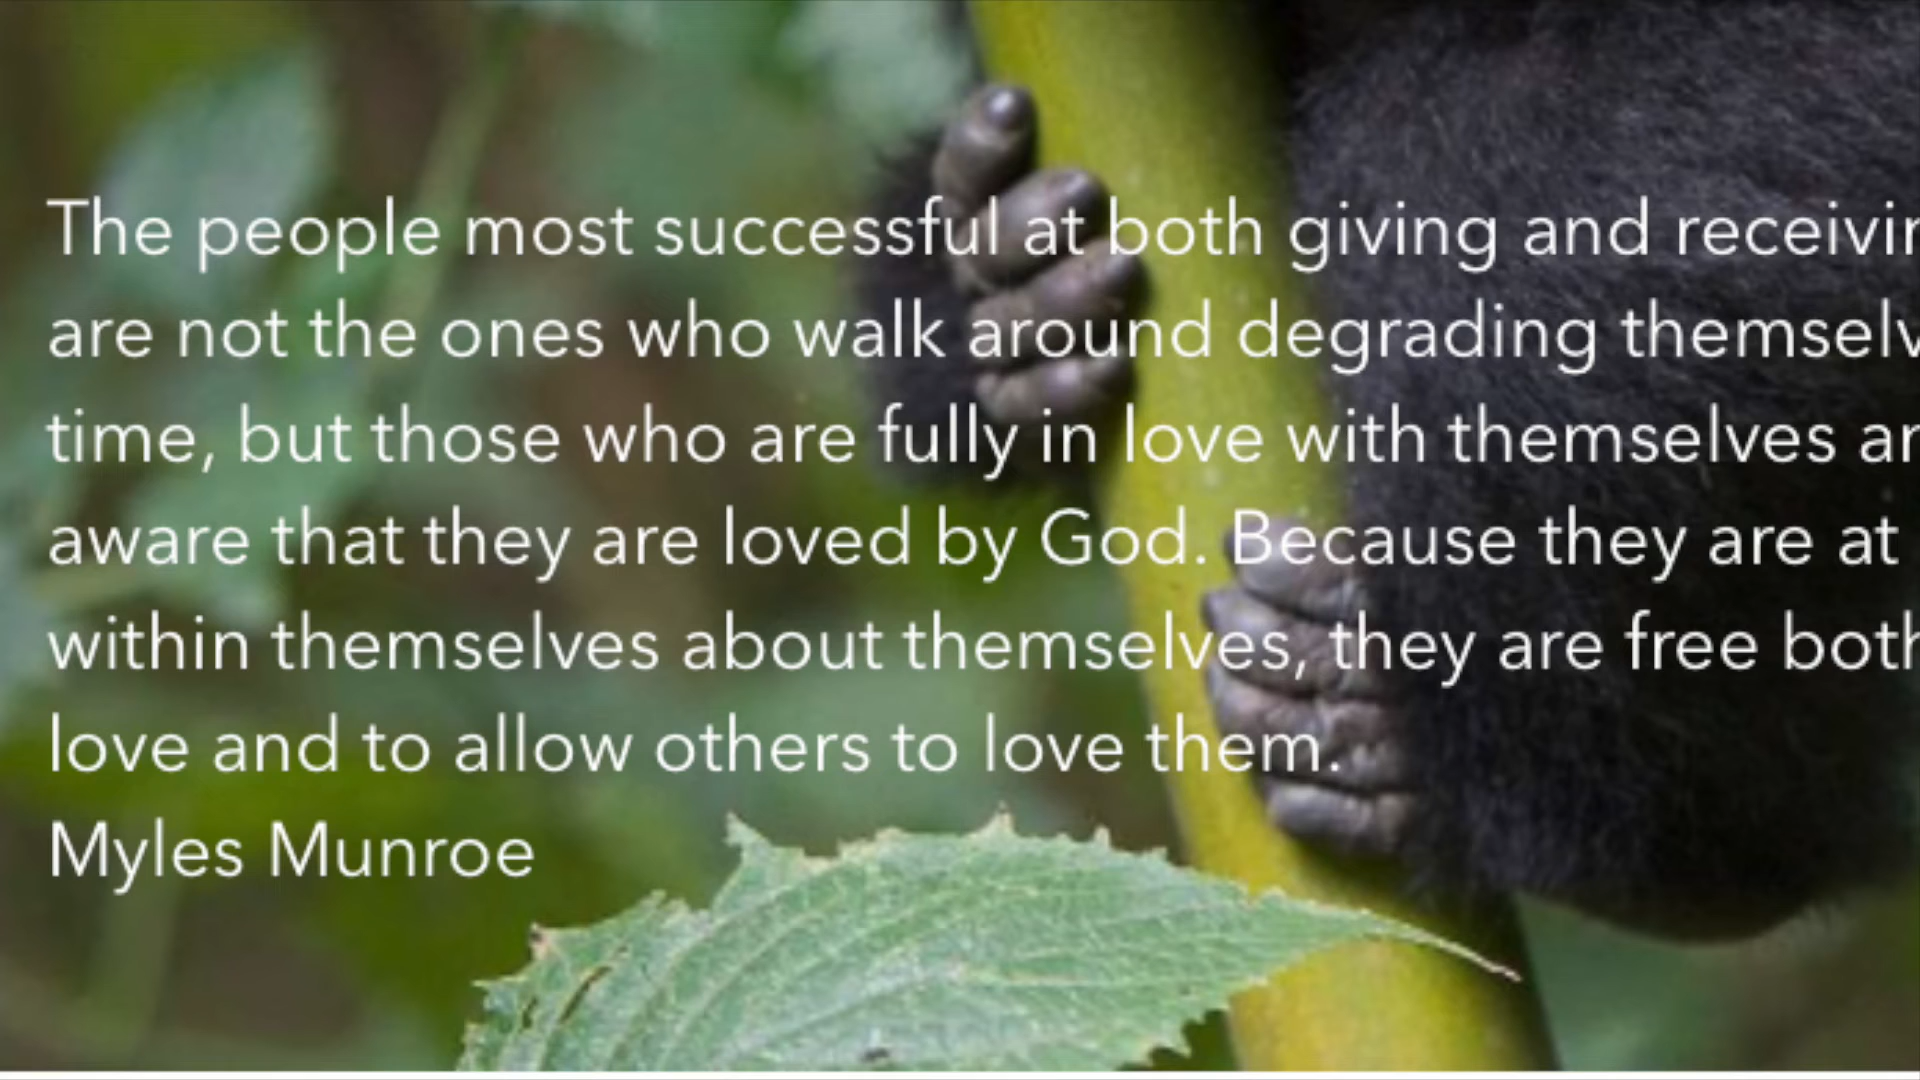 The people most successful at both giving and receivin
are not the ones who walk around degrading themselv
time, but those who are fully in love with themselves an
aware that they are loved by God. Because they are at
within themselves about themselves, they are free both
love and to allow others to love them.
Myles Munroe